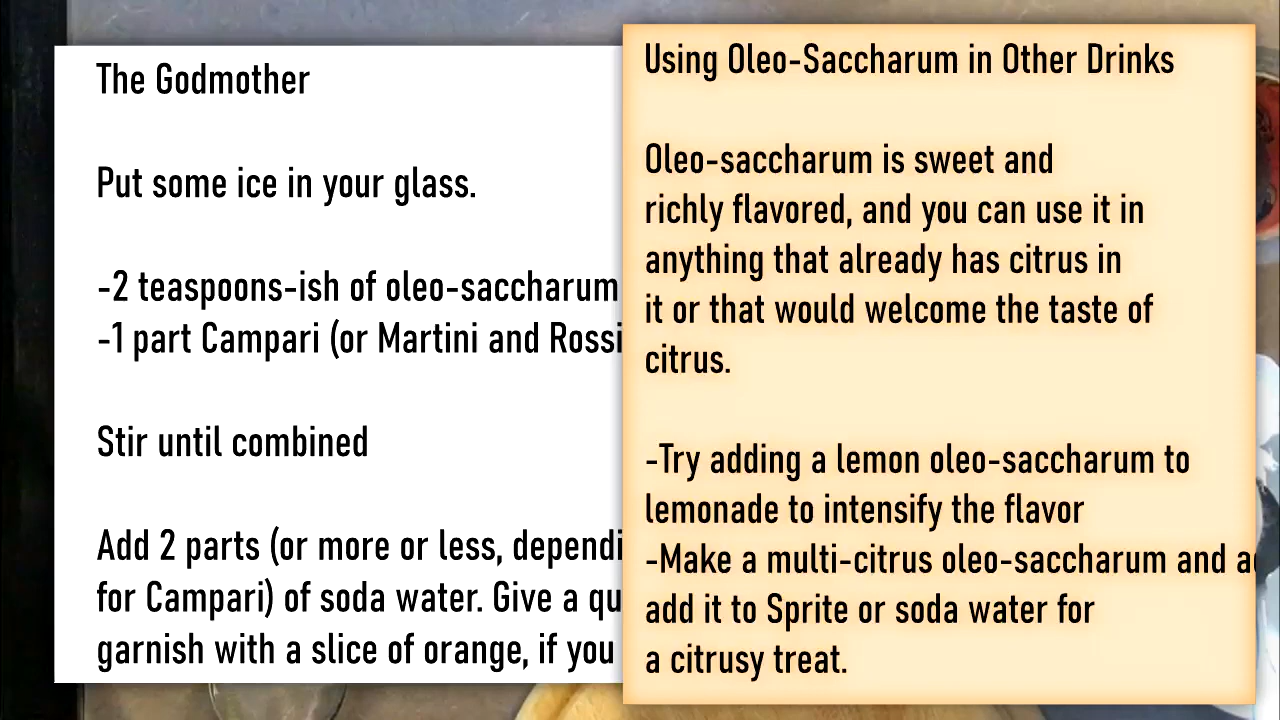 The Godmother
Put some ice in your glass.
-2 teaspoons-ish of oleo-saccharum
-1 part Campari (or Martini and Rossi
Stir until combined
Add 2 parts (or more or less, dependi
for Campari) of soda water. Give a qu
garnish with a slice of orange, if you
Using Oleo-Saccharum in Other Drinks
Oleo-saccharum is sweet and
richly flavored, and you can use it in
anything that already has citrus in
it or that would welcome the taste of
citrus.
-Try adding a lemon oleo-saccharum to
lemonade to intensify the flavor
-Make a multi-citrus oleo-saccharum and
add it to Sprite or soda water for
a citrusy treat.